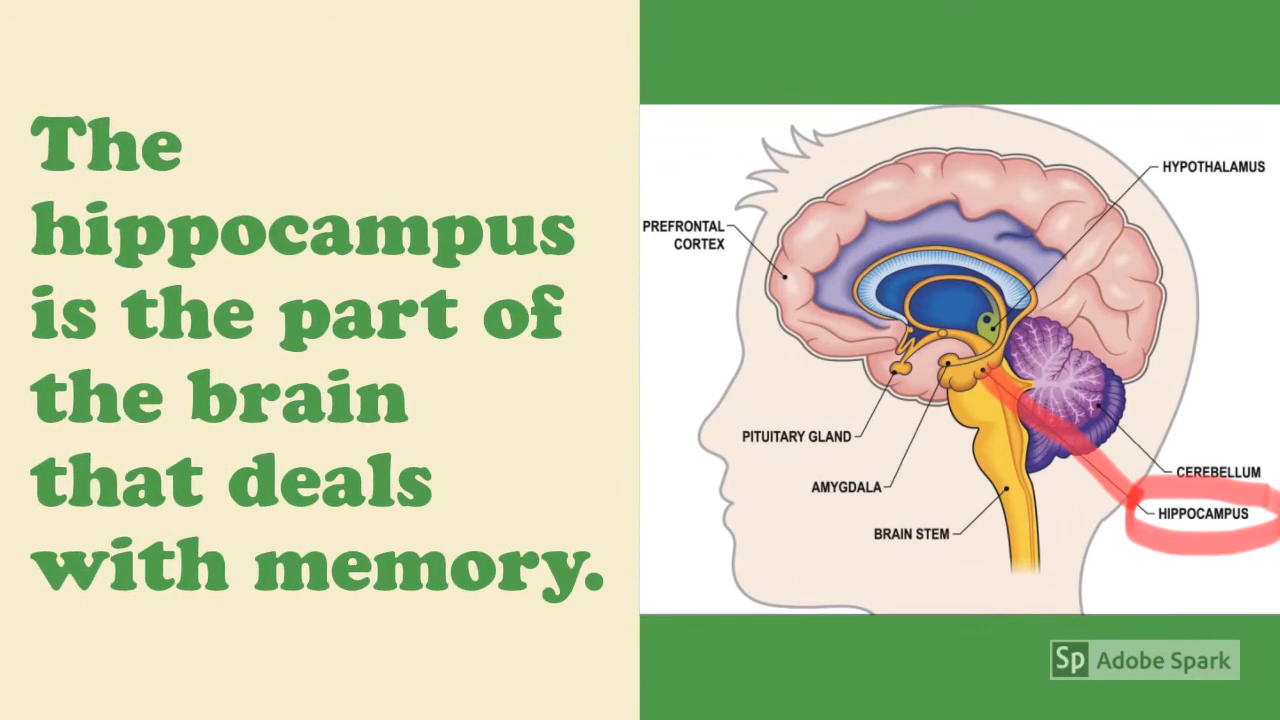 The
hippocampus
is the part of
the brain
that deals
with memory.
HYPOTHALAMUS
PREFRONTAL
CORTEX
PITUITARY GLAND
AMYGDALA
BRAIN STEM
CEREBELLUM
HIPPOCAMPUS
Sp Adobe Spark